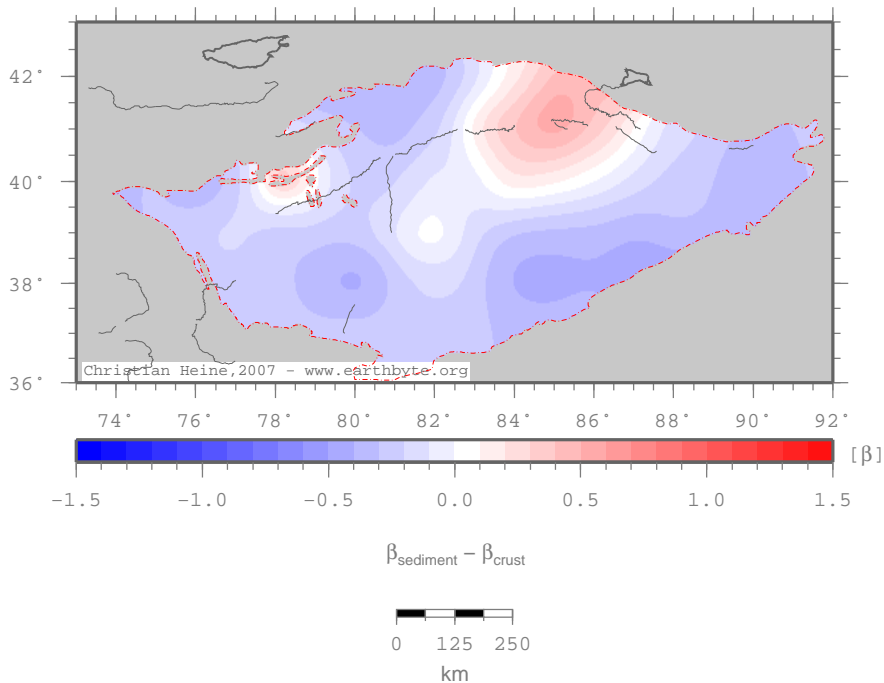 42°
40°
38°
36°
Christian Heine,2007 – www.earthbyte.org
74° 76° 78° 80° 82° 84° 86° 88° 90° 92°
[β]
−1.5 −1.0 −0.5 0.0 0.5 1.0 1.5
βsediment − βcrust
0 125 250
km